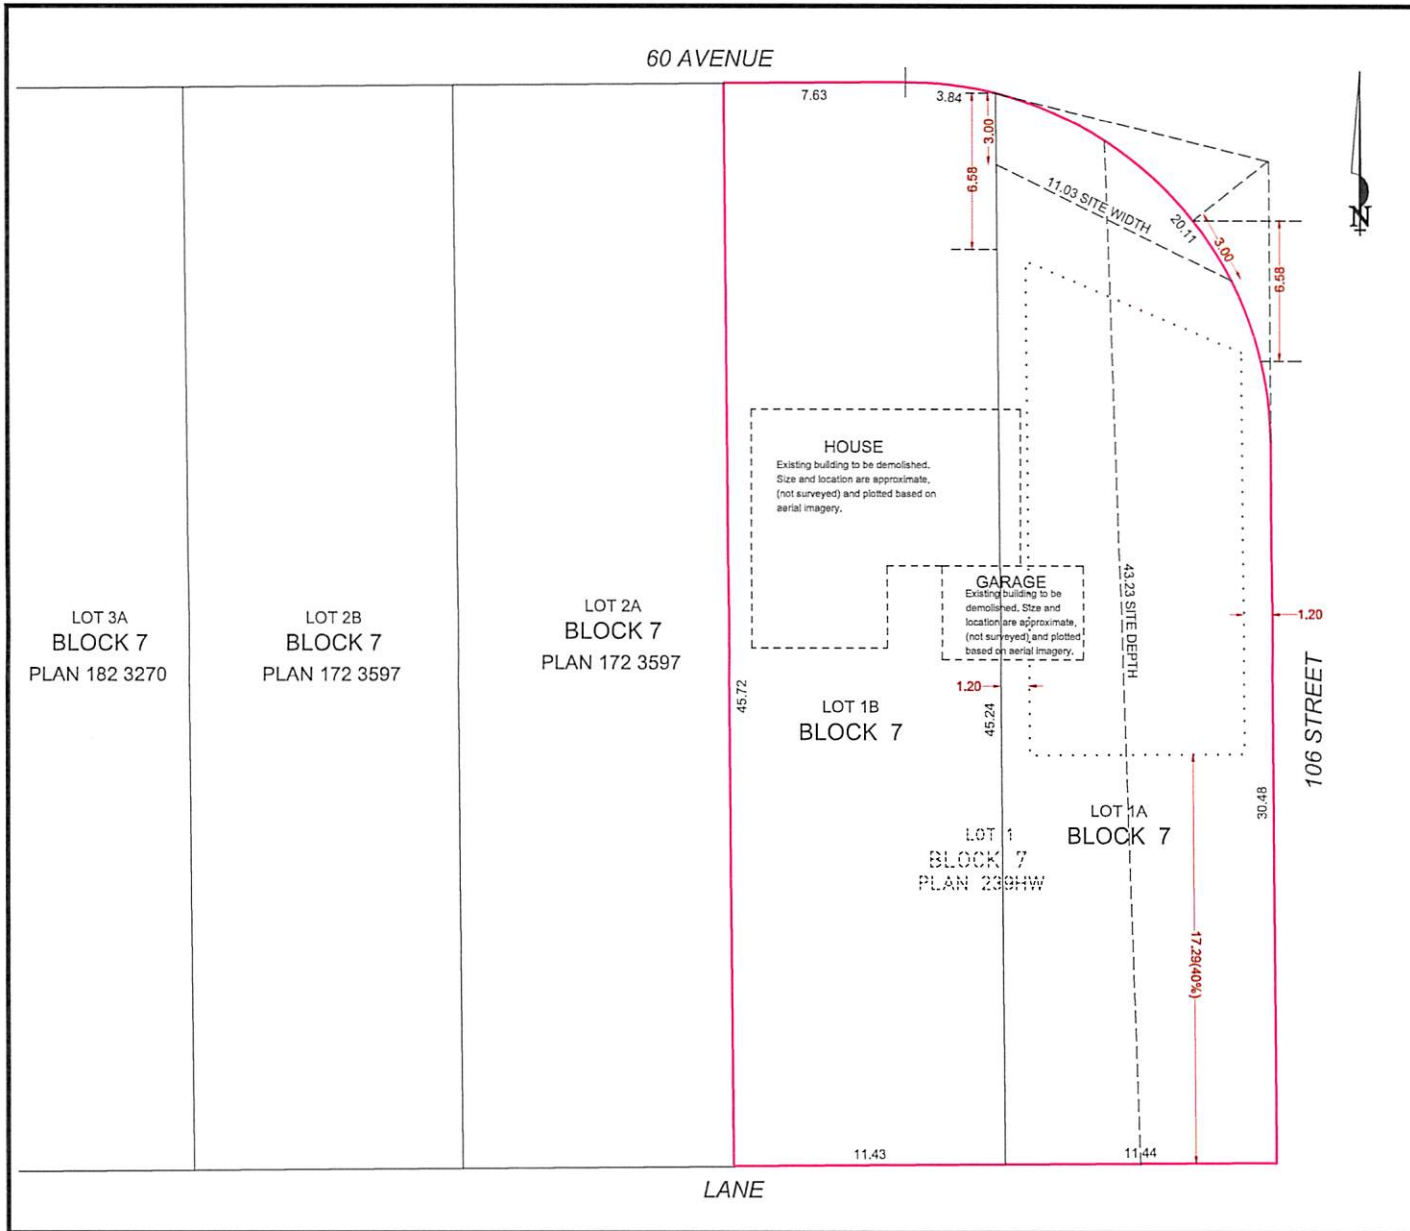 60 AVENUE
7.63
3.84
3.00
6.58
11.03 SITE WIDTH
20.11
3.00
6.58
N
HOUSE
Existing building to be demolished.
Size and location are approximate,
(not surveyed) and plotted based on
aerial imagery.
GARAGE
Existing building to be
demolished. Size and
location are approximate,
(not surveyed) and plotted
based on aerial imagery.
43.23 SITE DEPTH
1.20
LOT 3A
BLOCK 7
PLAN 182 3270
LOT 2B
BLOCK 7
PLAN 172 3597
LOT 2A
BLOCK 7
PLAN 172 3597
45.72
1.20
45.24
LOT 1B
BLOCK 7
106 STREET
30.48
LOT 1A
BLOCK 7
LOT 1
BLOCK 7
PLAN 239HW
17.29(40%)
11.43
11.44
LANE